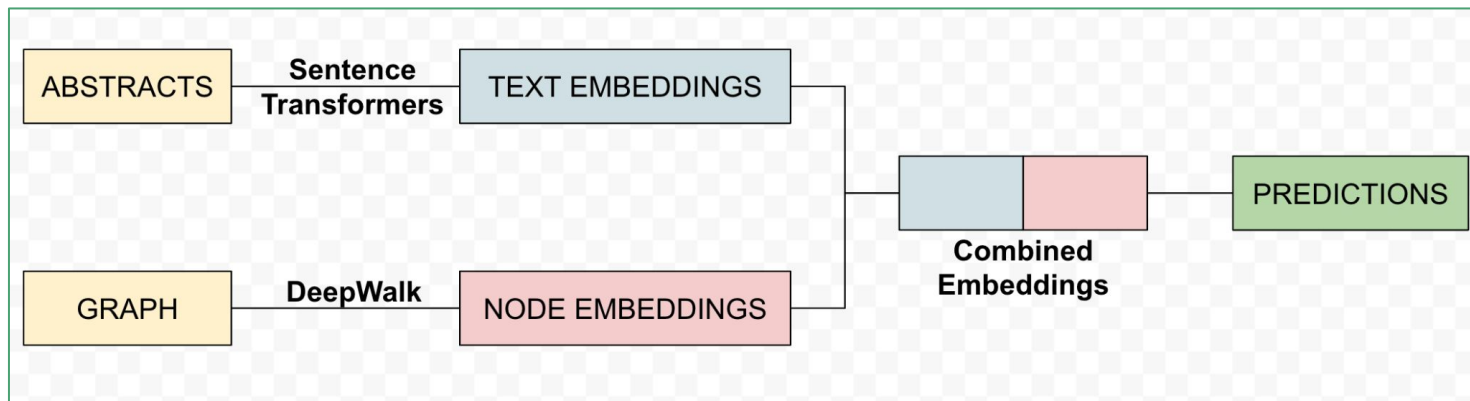 ABSTRACTS
Sentence
Transformers
TEXT EMBEDDINGS
GRAPH
DeepWalk
NODE EMBEDDINGS
Combined
Embeddings
PREDICTIONS